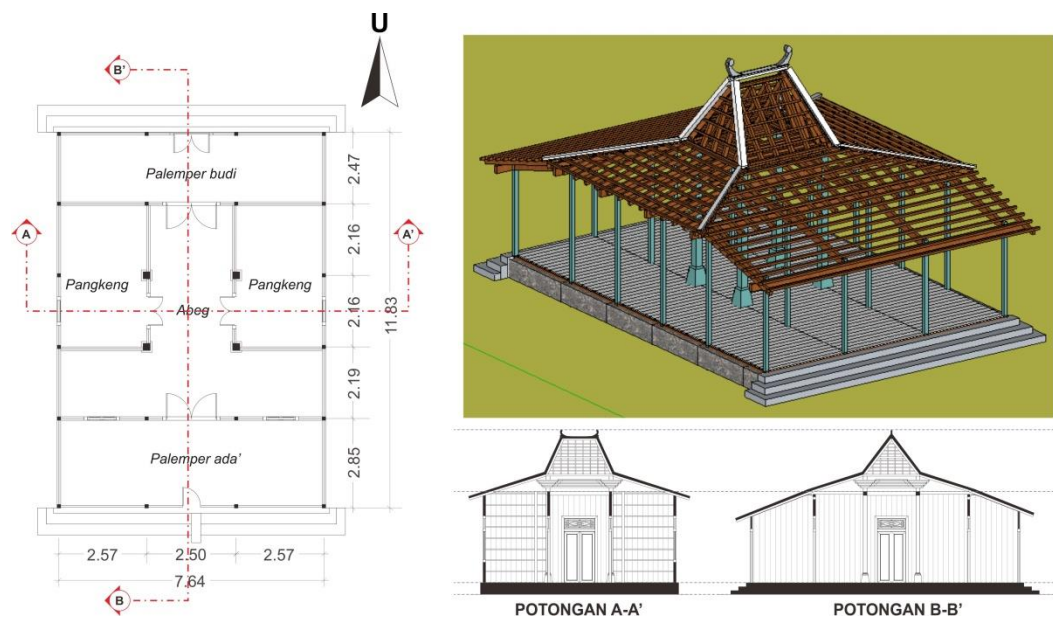 U
B'
2.47
Palemper budi
2.16
A
A'
Pangkeng
Abeg
Pangkeng
2.16
11.83
2.19
Palemper ada'
2.85
2.57
2.50
2.57
7.64
B
POTONGAN A-A'
POTONGAN B-B'